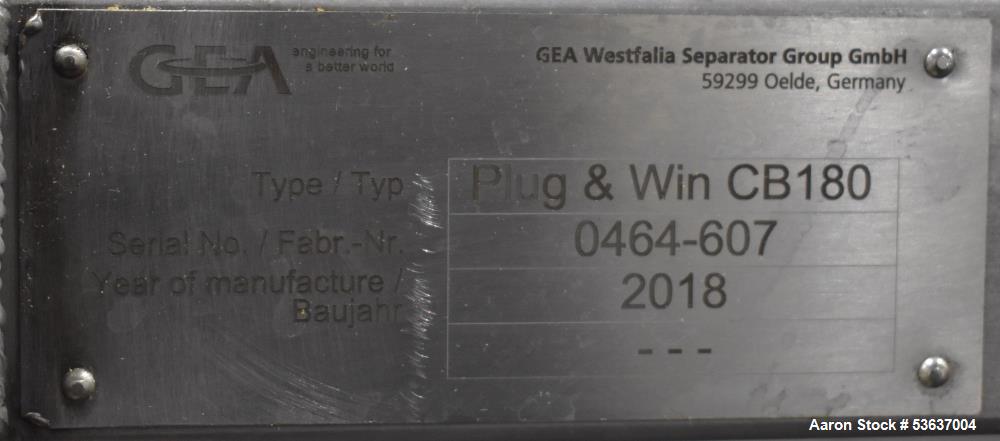 GEA
engineering for
a better world
GEA Westfalia Separator Group GmbH
59299 Oelde, Germany
Type / Typ Plug & Win CB180
Serial No. / Fabr.-Nr. 0464-607
Year of manufacture /
Baujahr 2018
- - -
Aaron Stock # 53637004